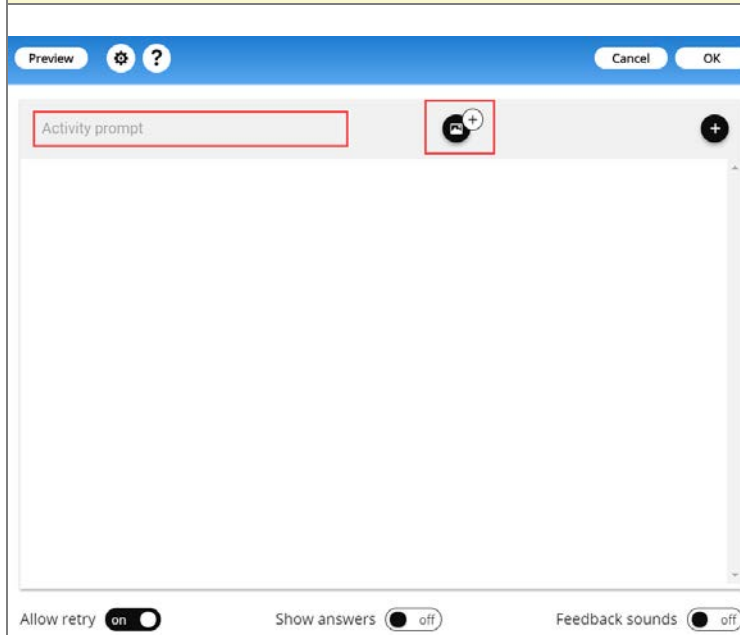 Preview ? Cancel OK
Activity prompt
Allow retry on Show answers off Feedback sounds off